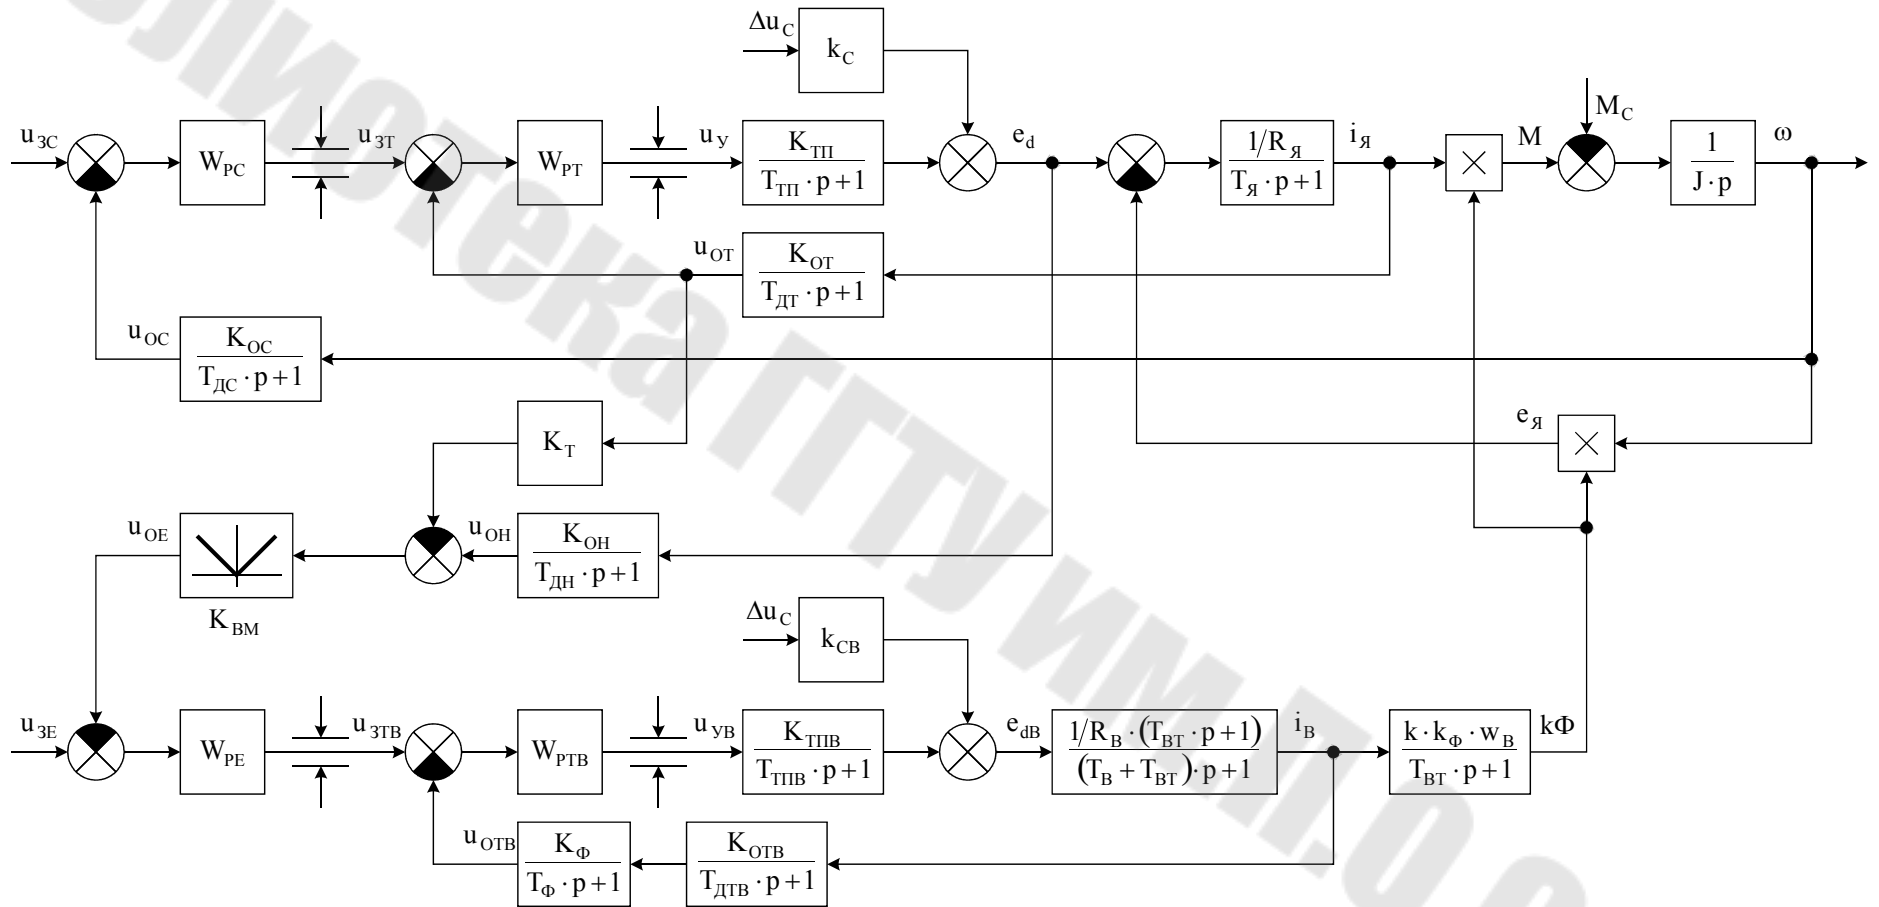 Δu_С
k_С
u_ЗС
W_РС
u_ЗТ
W_РТ
u_У
K_ТП
T_ТП · p + 1
e_d
1/R_Я
T_Я · p + 1
i_Я
×
M
M_С
1
J · p
ω
u_ОТ
K_ОТ
T_ДТ · p + 1
u_ОС
K_ОС
T_ДС · p + 1
K_Т
e_Я
×
u_ОЕ
K_ВМ
u_ОН
K_ОН
T_ДН · p + 1
Δu_С
k_СВ
u_ЗЕ
W_РЕ
u_ЗТВ
W_РТВ
u_УВ
K_ТПВ
T_ТПВ · p + 1
e_dВ
1/R_В · (T_ВТ · p + 1)
(T_В + T_ВТ) · p + 1
i_В
k · k_Ф · w_В
T_ВТ · p + 1
kФ
u_ОТВ
K_Ф
T_Ф · p + 1
K_ОТВ
T_ДТВ · p + 1
библиотека ГГТУ им.П.О.С